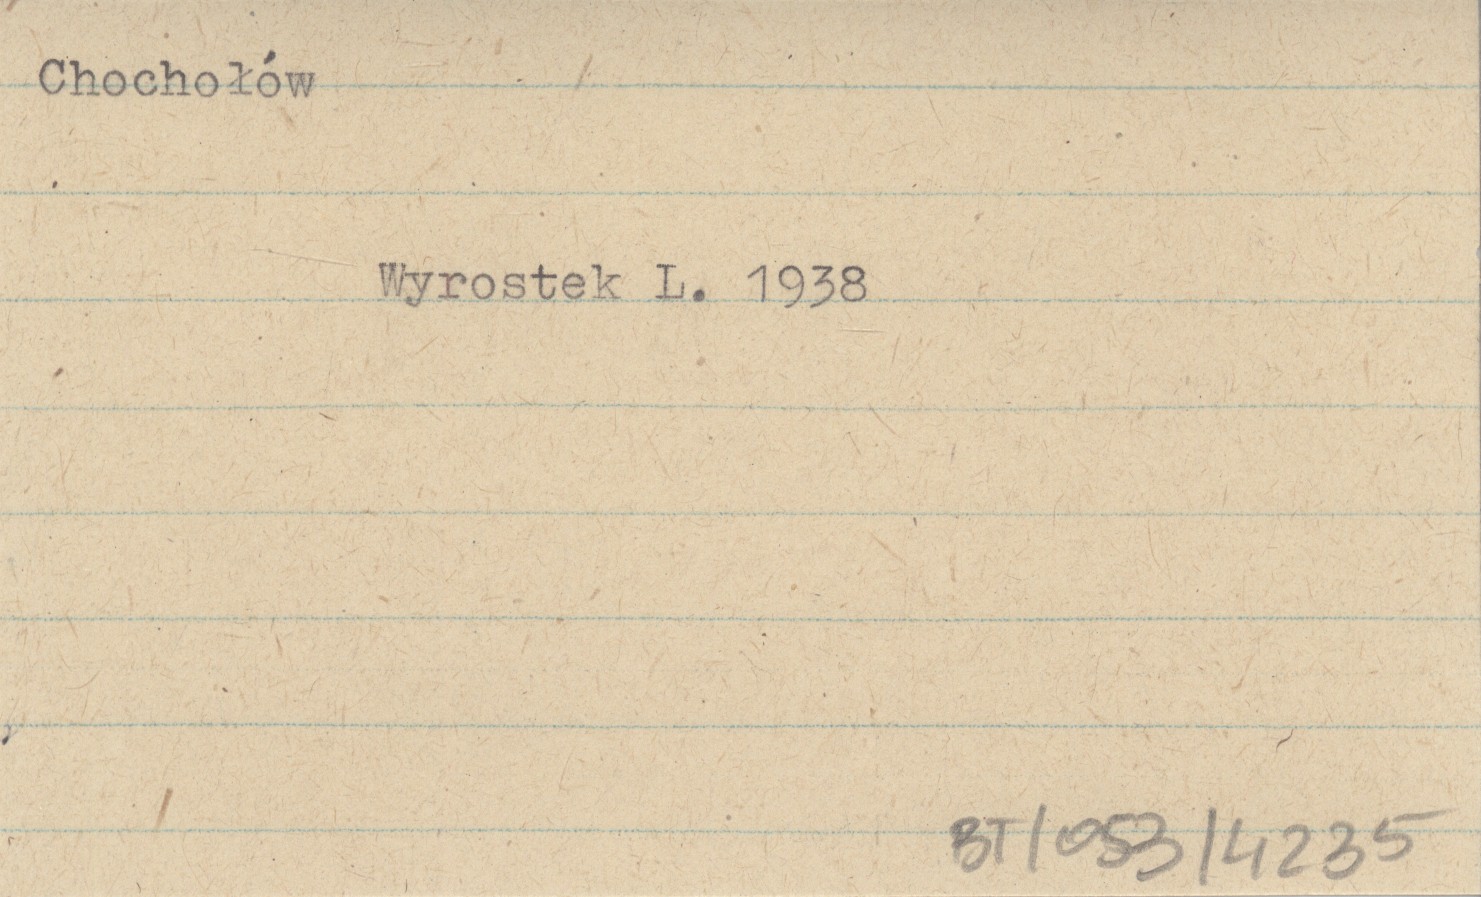 Chochołów
Wyrostek L. 1938
BT/053/4235